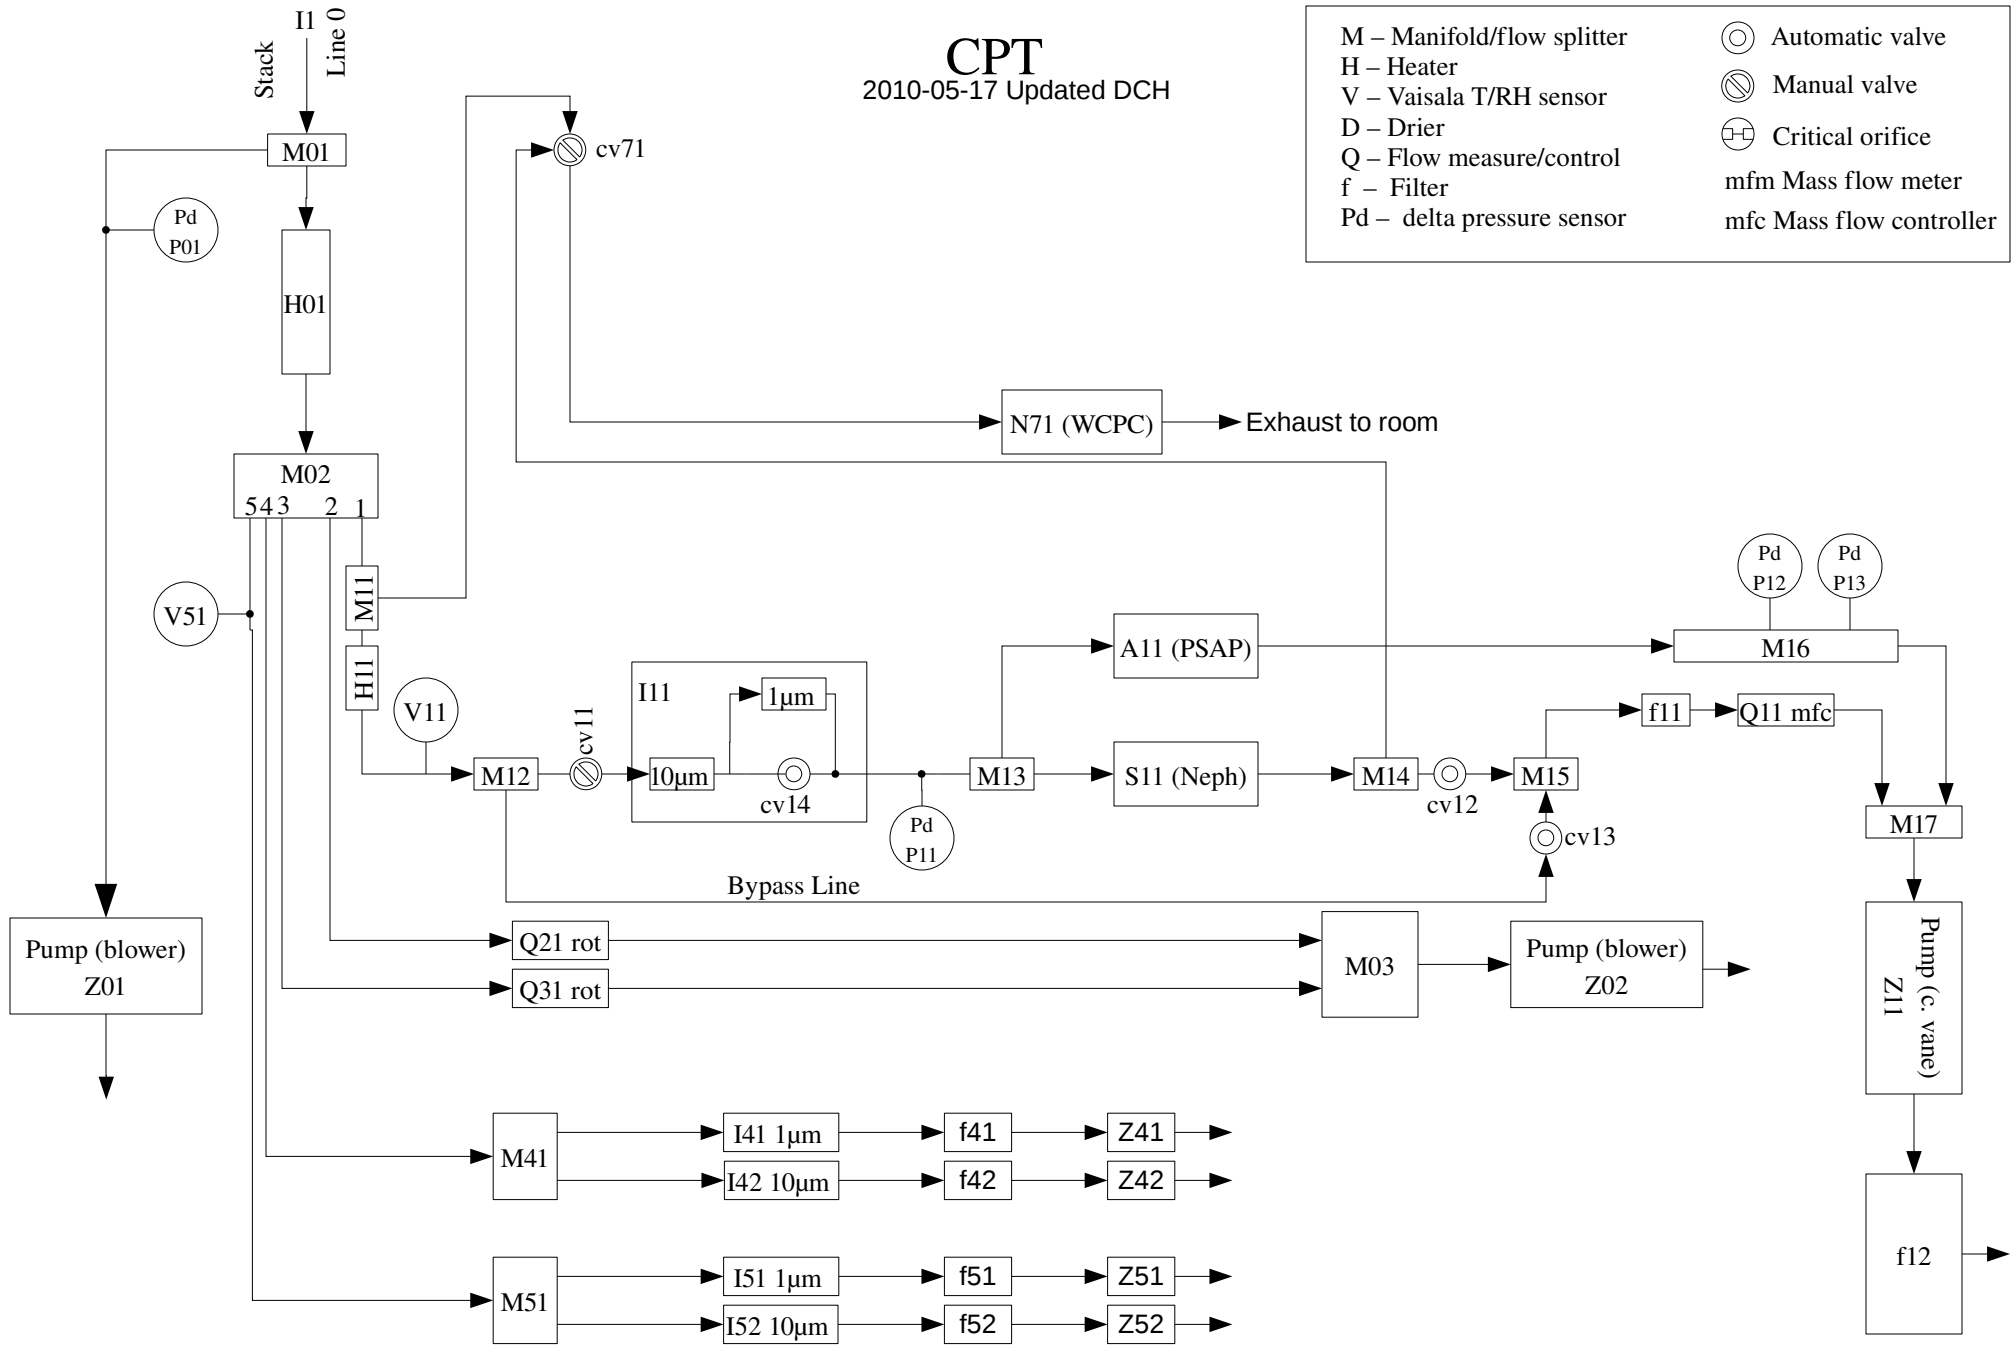 I1
Stack
Line 0
CPT
2010-05-17 Updated DCH
M – Manifold/flow splitter
H – Heater
V – Vaisala T/RH sensor
D – Drier
Q – Flow measure/control
f – Filter
Pd – delta pressure sensor
Automatic valve
Manual valve
Critical orifice
mfm Mass flow meter
mfc Mass flow controller
M01
cv71
Pd
P01
H01
N71 (WCPC)
Exhaust to room
M02
5 4 3 2 1
M11
V51
H11
V11
M12
cv11
I11
1µm
10µm
cv14
Pd
P11
M13
A11 (PSAP)
S11 (Neph)
M14
cv12
M15
cv13
Pd
P12
Pd
P13
M16
f11
Q11 mfc
M17
Bypass Line
Pump (blower)
Z01
Q21 rot
Q31 rot
M03
Pump (blower)
Z02
Pump (c. vane)
Z11
M41
I41 1µm
f41
Z41
I42 10µm
f42
Z42
f12
M51
I51 1µm
f51
Z51
I52 10µm
f52
Z52